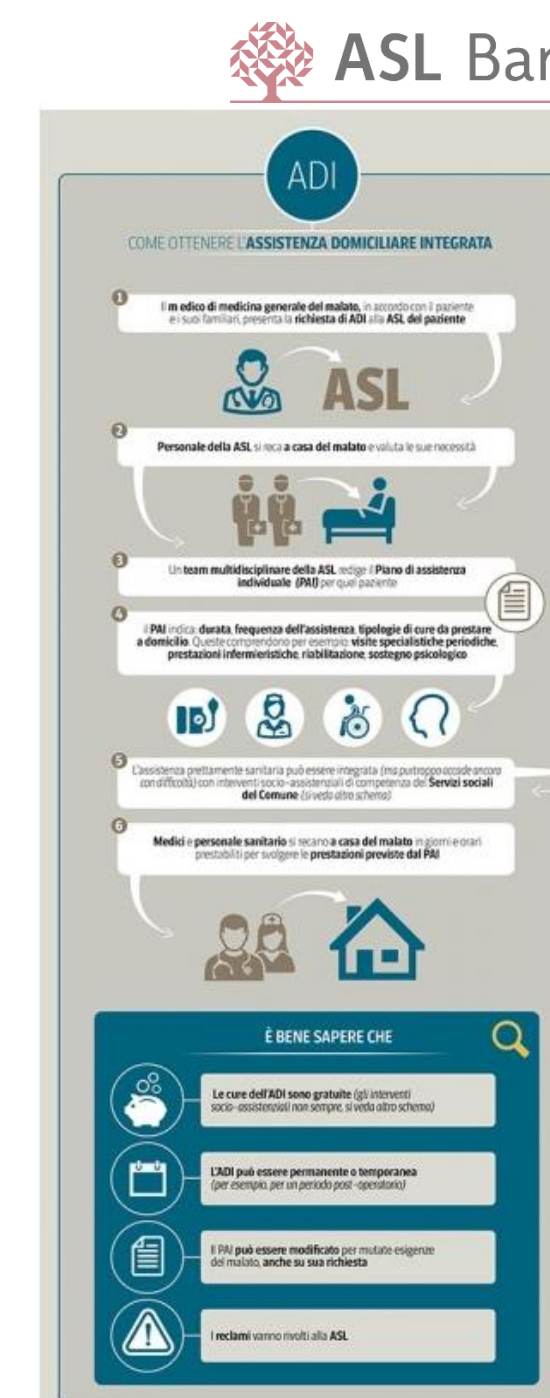 ASL Bar
ADI
COME OTTENERE L'ASSISTENZA DOMICILIARE INTEGRATA
1
Il m edico di medicina generale del malato, in accordo con il paziente
e i suoi familiari, presenta la richiesta di ADI alla ASL del paziente
ASL
2
Personale della ASL si reca a casa del malato e valuta le sue necessità
3
Un team multidisciplinare della ASL redige il Piano di assistenza
individuale (PAI) per quel paziente
4
Il PAI indica: durata, frequenza dell'assistenza, tipologie di cure da prestare
a domicilio. Queste comprendono per esempio: visite specialistiche periodiche,
prestazioni infermieristiche, riabilitazione, sostegno psicologico
5
L'assistenza prettamente sanitaria può essere integrata (ma purtroppo accade ancora
con difficoltà) con interventi socio-assistenziali di competenza dei Servizi sociali
del Comune (si veda altro schema)
6
Medici e personale sanitario si recano a casa del malato in giorni e orari
prestabiliti per svolgere le prestazioni previste dal PAI
È BENE SAPERE CHE
Le cure dell'ADI sono gratuite (gli interventi
socio-assistenziali non sempre, si veda altro schema)
L'ADI può essere permanente o temporanea
(per esempio, per un periodo post-operatorio)
Il PAI può essere modificato per mutate esigenze
del malato, anche su sua richiesta
I reclami vanno rivolti alla ASL